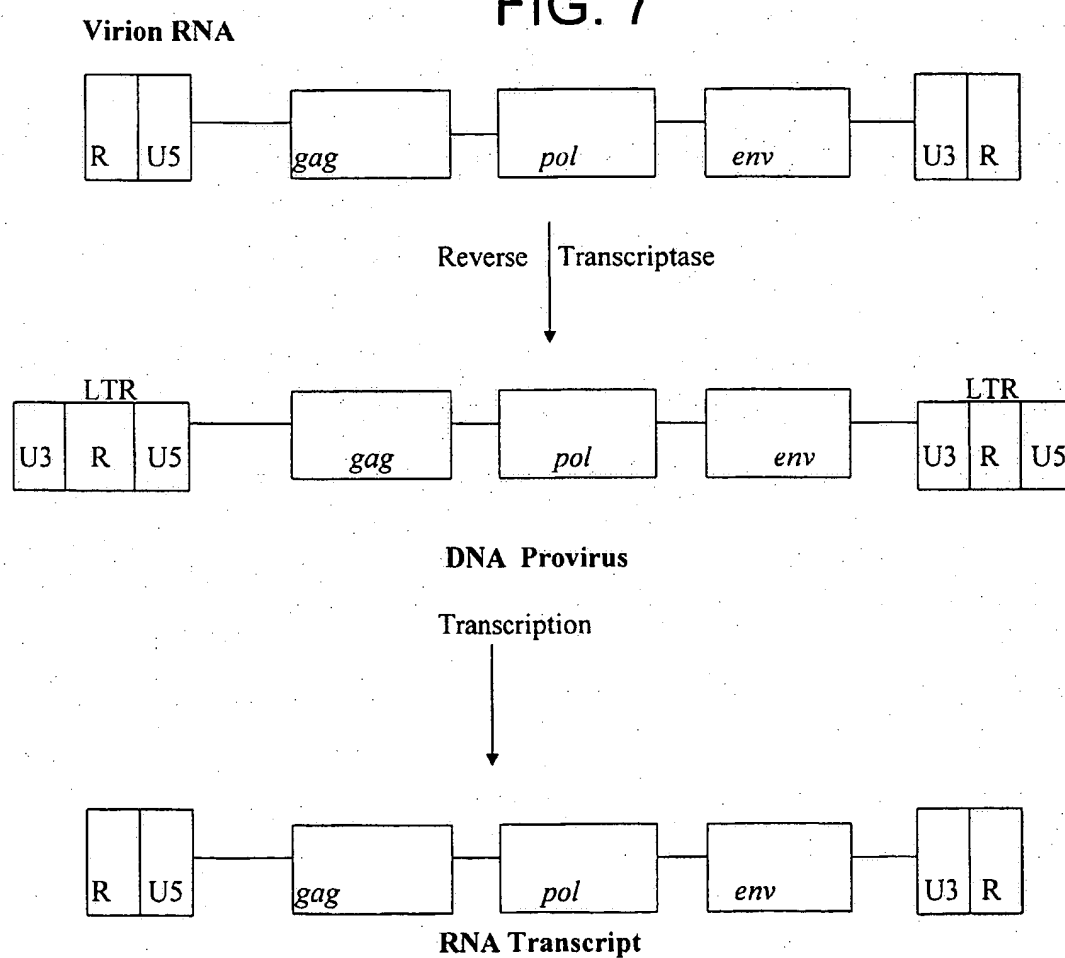 FIG. 7
Virion RNA
R U5 gag pol env U3 R
Reverse Transcriptase
LTR LTR
U3 R U5 gag pol env U3 R U5
DNA Provirus
Transcription
R U5 gag pol env U3 R
RNA Transcript